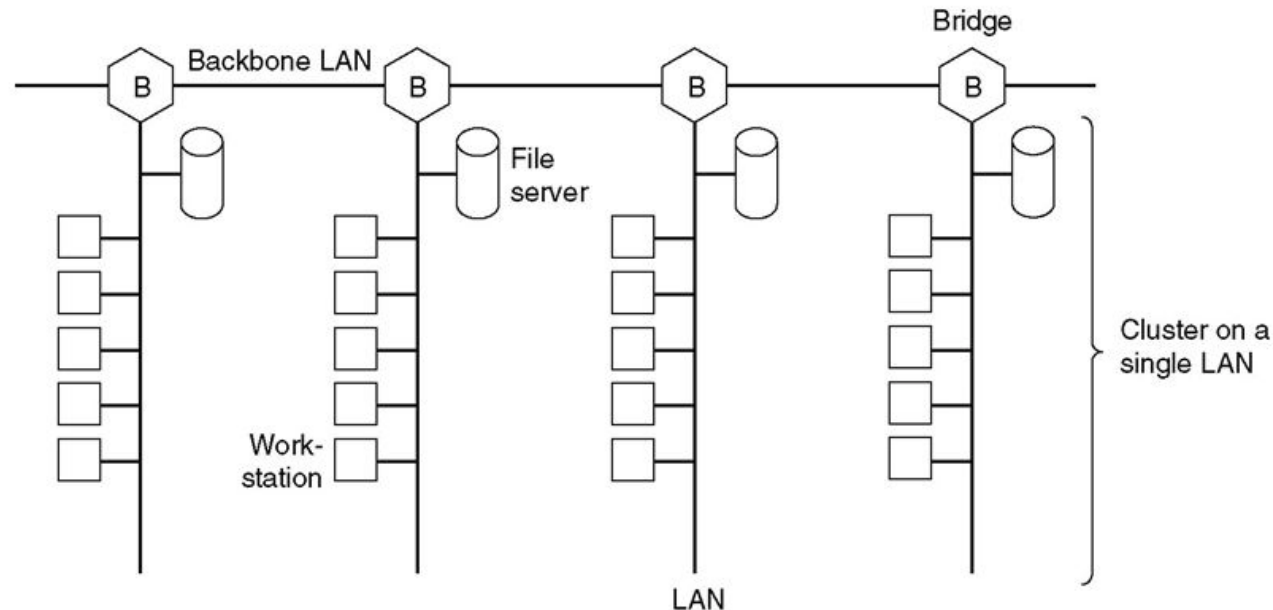 Bridge
Backbone LAN
B
B
B
B
File
server
Cluster on a
single LAN
Work-
station
LAN